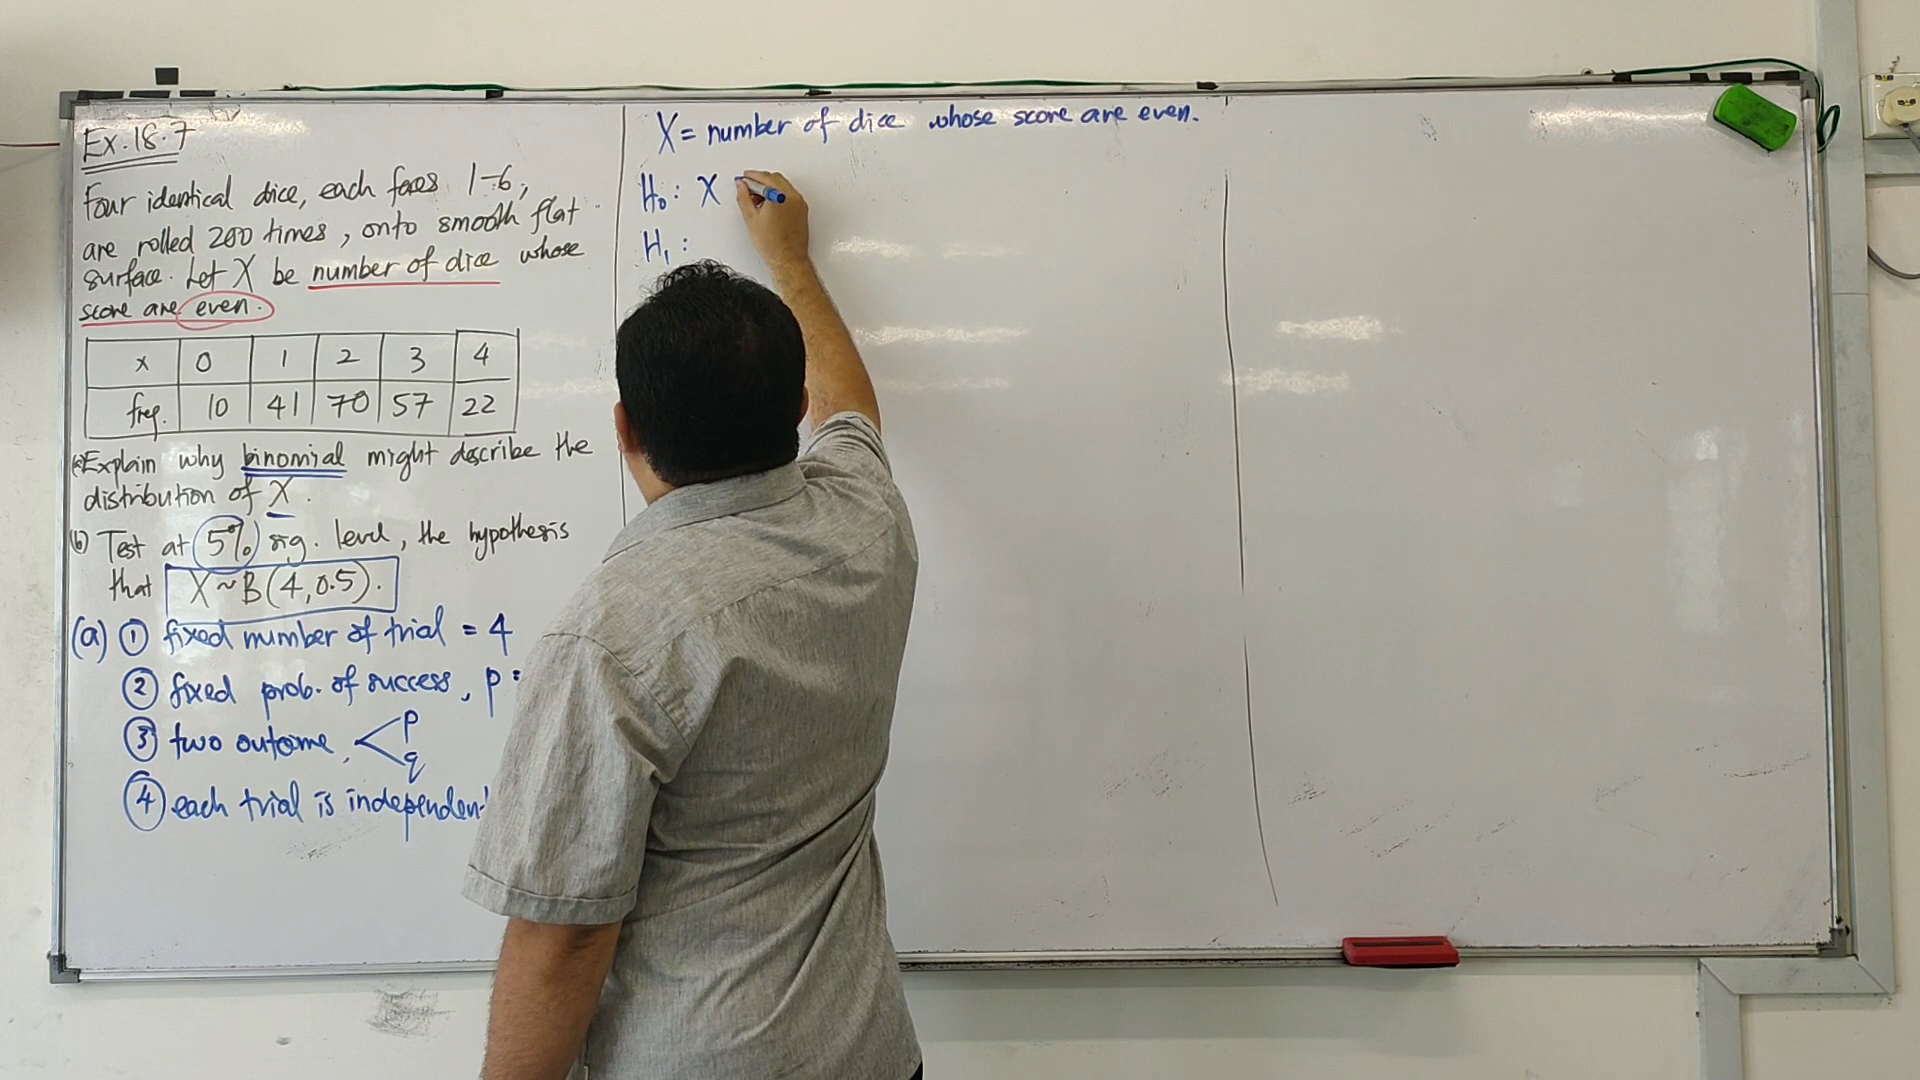 Ex. 18.7
Four identical dice, each faces 1-6,
are rolled 200 times, onto smooth flat
surface. Let X be number of dice whose
score are even.
x 0 1 2 3 4
freq. 10 41 70 57 22
(a) Explain why binomial might describe the
distribution of X.
(b) Test at 5% sig. level, the hypothesis
that X ~ B(4, 0.5).
(a) ① fixed number of trial = 4
② fixed prob. of success, p
③ two outcome, p
q
④ each trial is independent
X = number of dice whose score are even.
H₀: X
H₁: